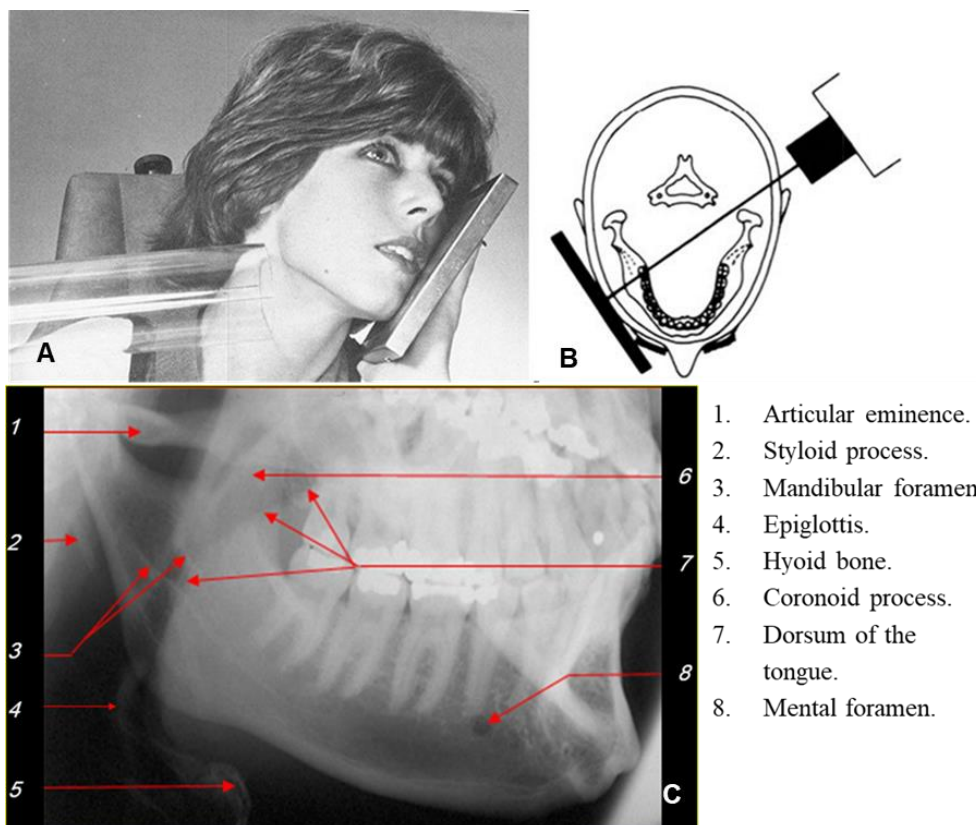 A
B
1
2
3
4
5
6
7
8
C
1. Articular eminence.
2. Styloid process.
3. Mandibular foramen
4. Epiglottis.
5. Hyoid bone.
6. Coronoid process.
7. Dorsum of the
tongue.
8. Mental foramen.